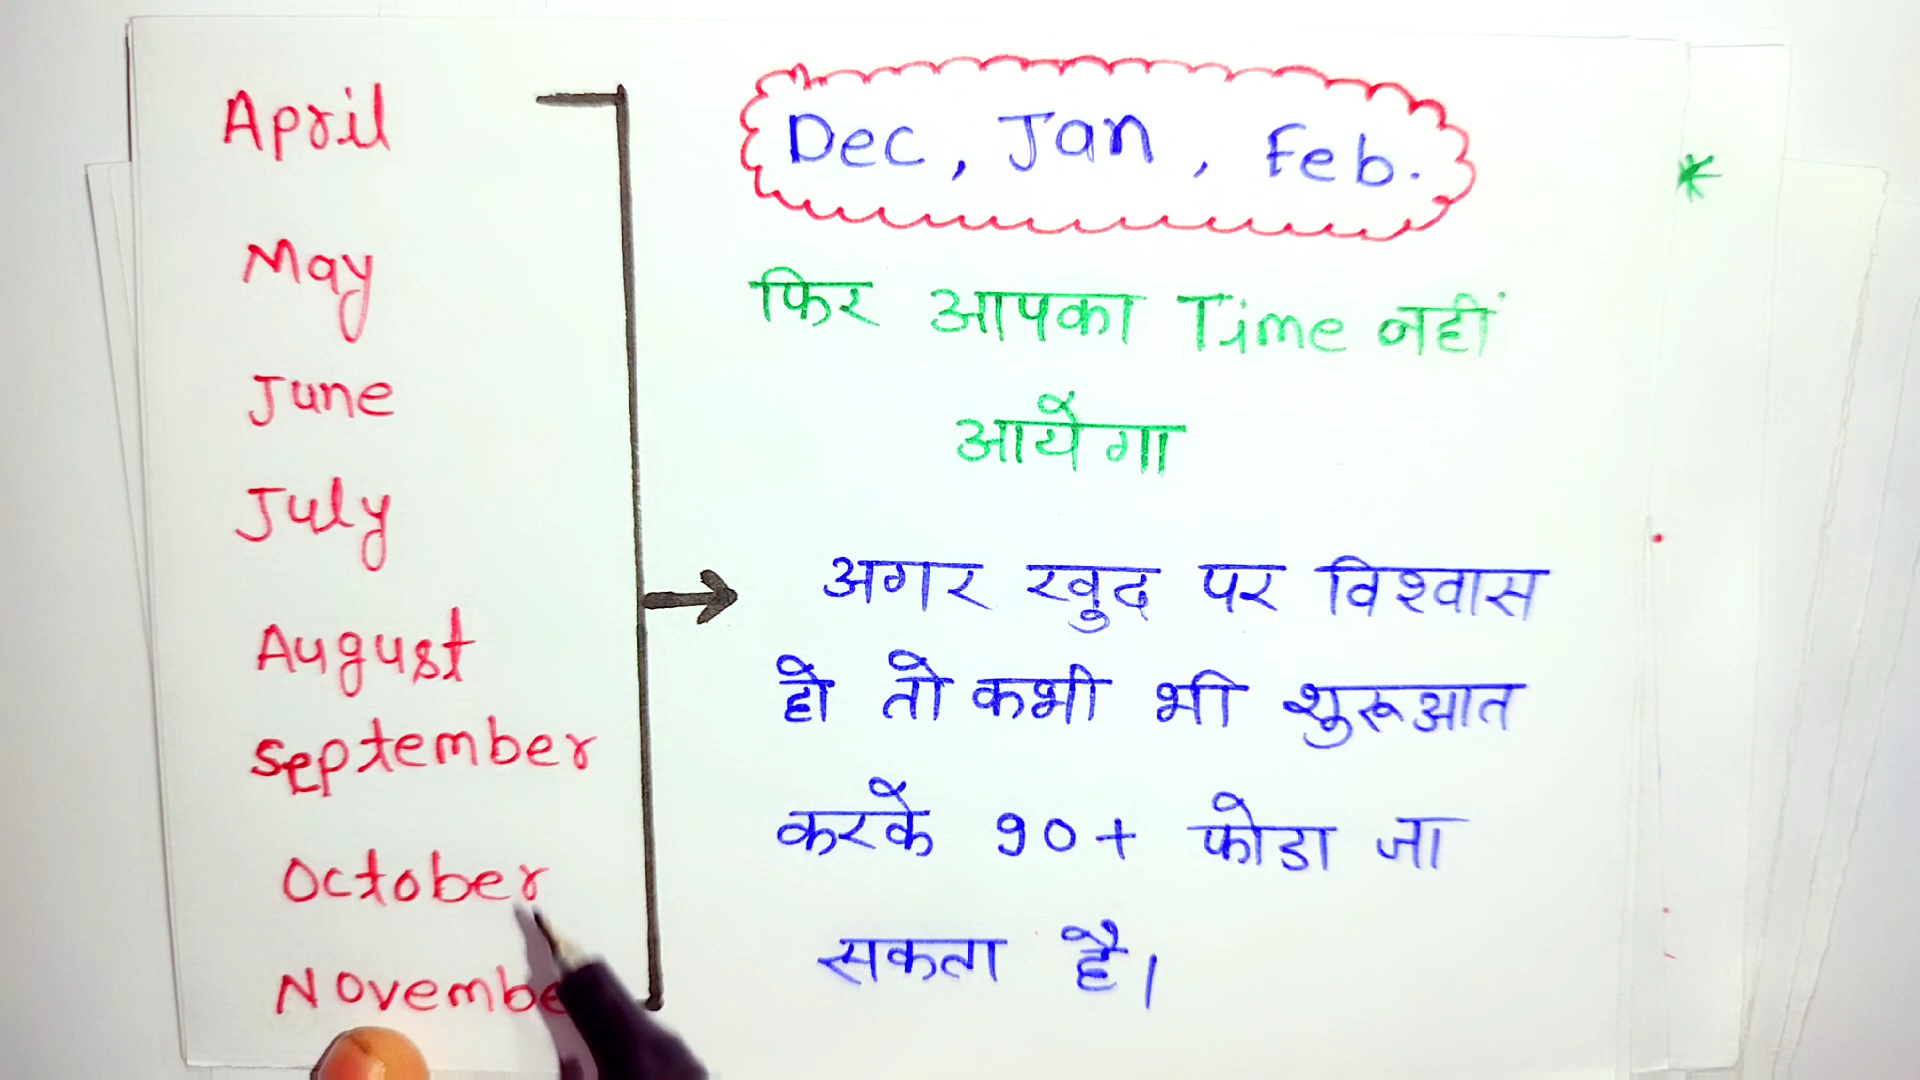 April
May
June
July
August
September
October
Novembe
Dec, Jan, Feb.
*
फिर आपका Time नहीं
आयेगा
अगर खुद पर विश्वास
हो तो कभी भी शुरूआत
करके 90+ फोडा जा
सकता है।